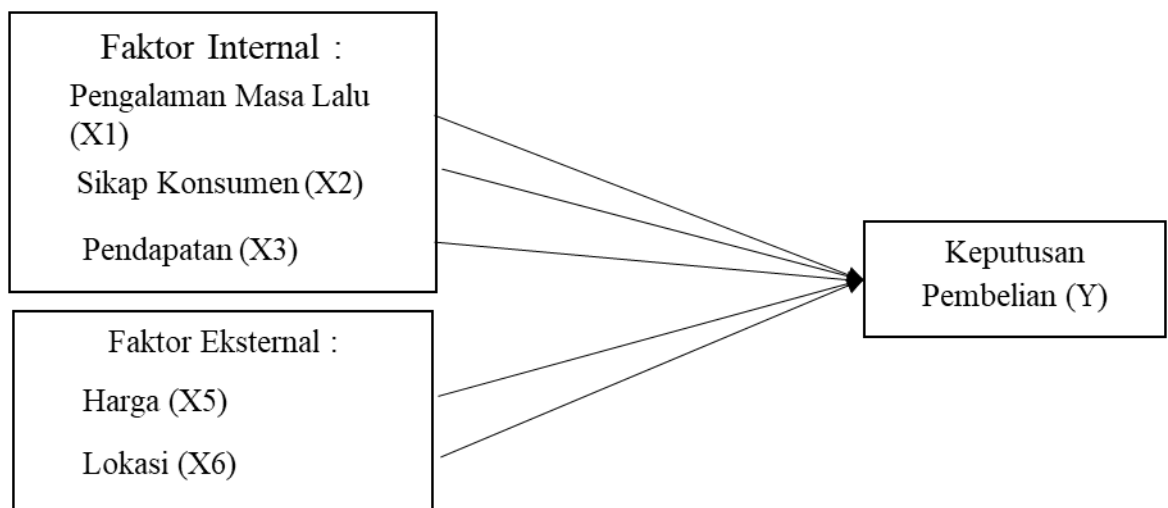 Faktor Internal :
Pengalaman Masa Lalu
(X1)
Sikap Konsumen (X2)
Pendapatan (X3)
Keputusan
Pembelian (Y)
Faktor Eksternal :
Harga (X5)
Lokasi (X6)